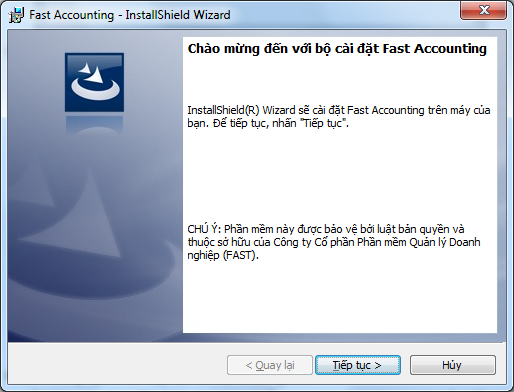 Fast Accounting - InstallShield Wizard
Chào mừng đến với bộ cài đặt Fast Accounting
InstallShield(R) Wizard sẽ cài đặt Fast Accounting trên máy của
bạn. Để tiếp tục, nhấn "Tiếp tục".
CHÚ Ý: Phần mềm này được bảo vệ bởi luật bản quyền và
thuộc sở hữu của Công ty Cổ phần Phần mềm Quản lý Doanh
nghiệp (FAST).
< Quay lại
Tiếp tục >
Hủy